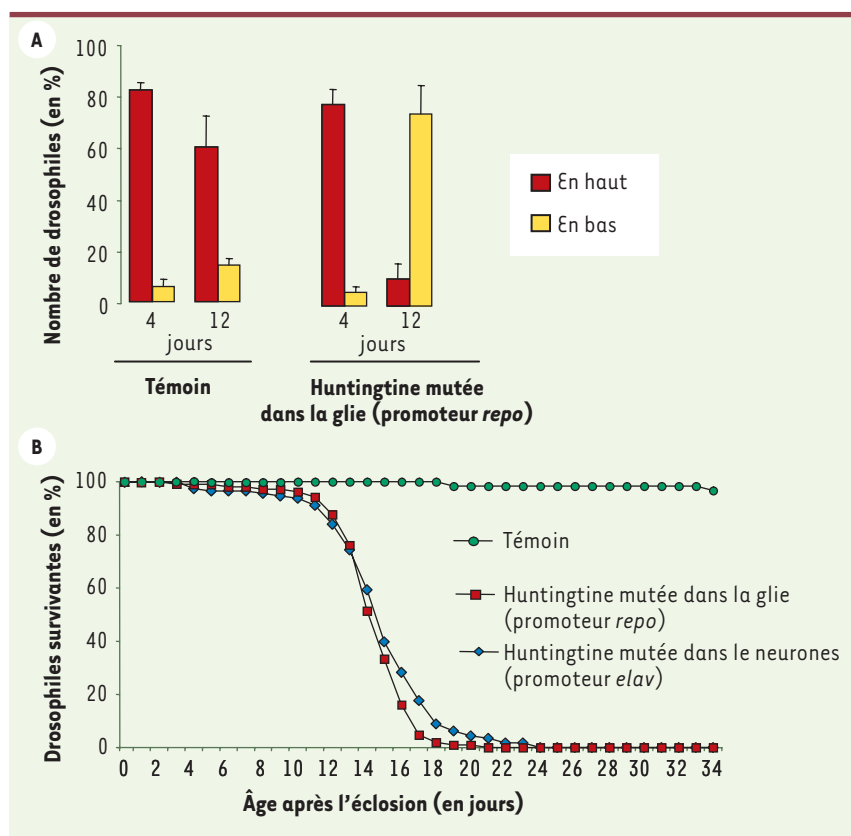 A
Nombre de drosophiles (en %)
100
80
60
40
20
0
4
12
jours
4
12
jours
Témoin
Huntingtine mutée
dans la glie (promoteur repo)
En haut
En bas
B
Drosophiles survivantes (en %)
100
80
60
40
20
0
0 2 4 6 8 10 12 14 16 18 20 22 24 26 28 30 32 34
Âge après l'éclosion (en jours)
Témoin
Huntingtine mutée dans la glie
(promoteur repo)
Huntingtine mutée dans le neurones
(promoteur elav)